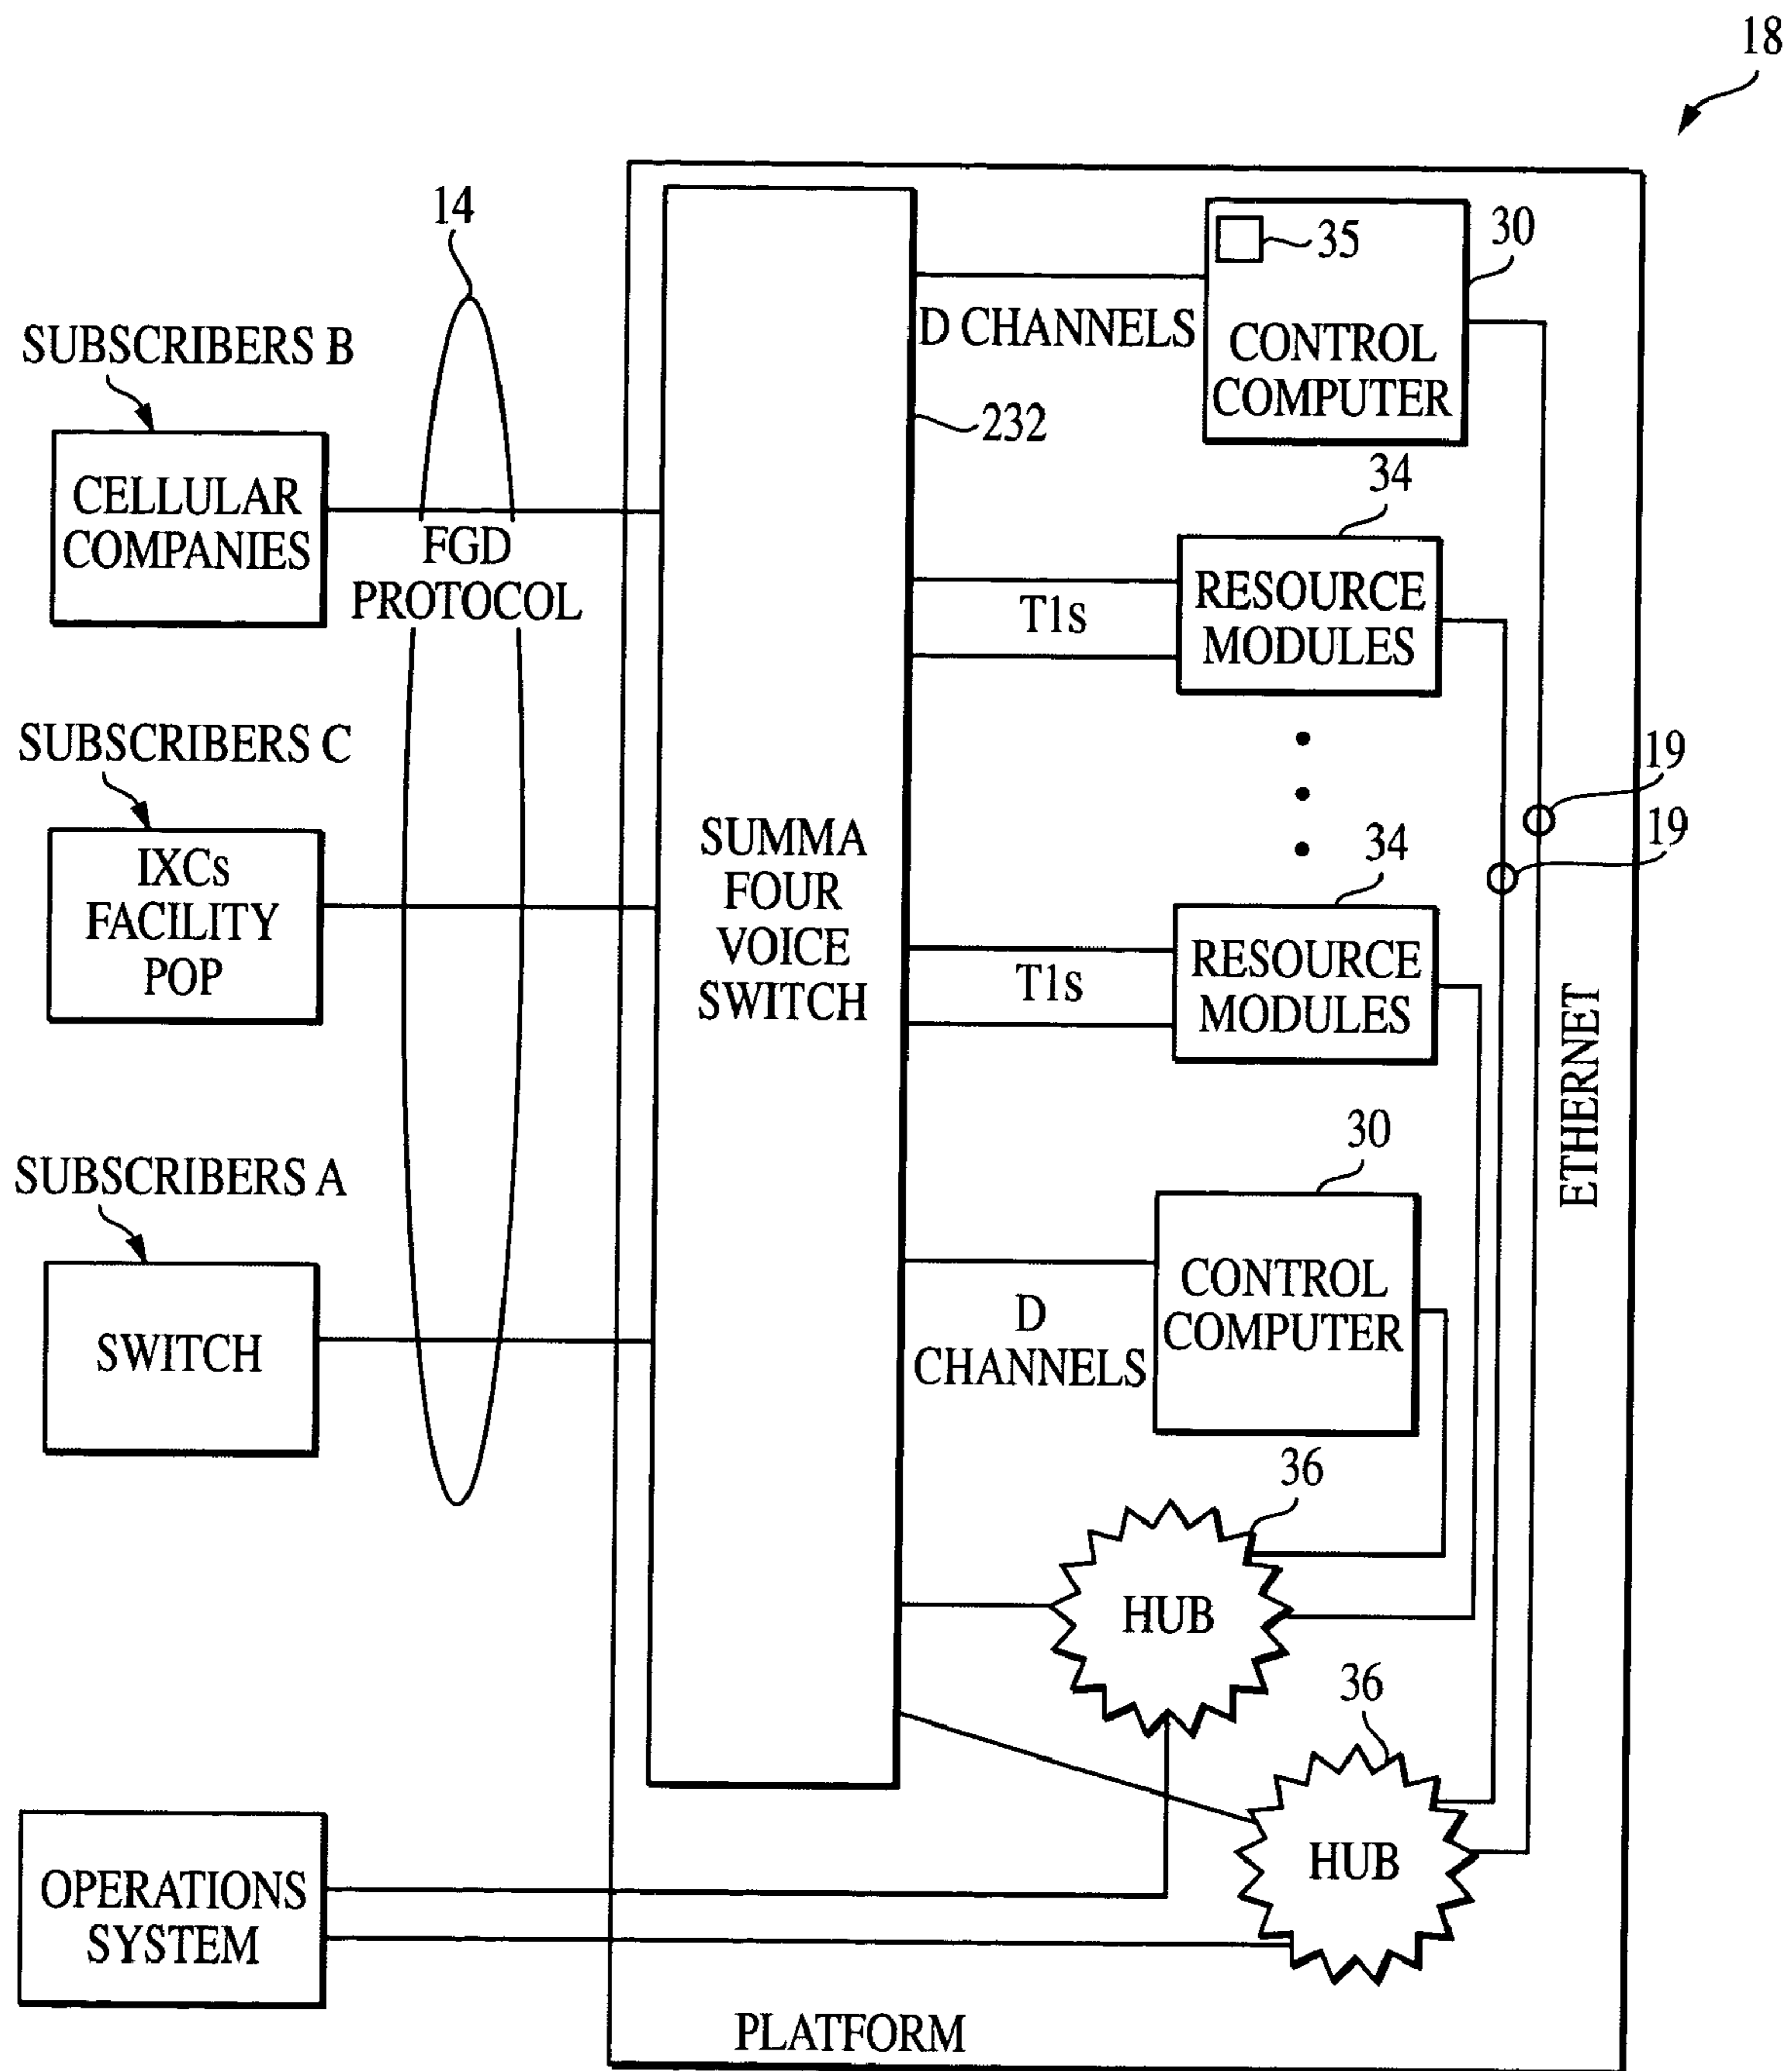 18
14
35
30
SUBSCRIBERS B
D CHANNELS
CONTROL
COMPUTER
232
CELLULAR
COMPANIES
FGD
PROTOCOL
34
T1s
RESOURCE
MODULES
SUBSCRIBERS C
19
19
IXCs
FACILITY
POP
SUMMA
FOUR
VOICE
SWITCH
34
T1s
RESOURCE
MODULES
ETHERNET
SUBSCRIBERS A
30
SWITCH
D
CHANNELS
CONTROL
COMPUTER
36
HUB
36
HUB
OPERATIONS
SYSTEM
PLATFORM